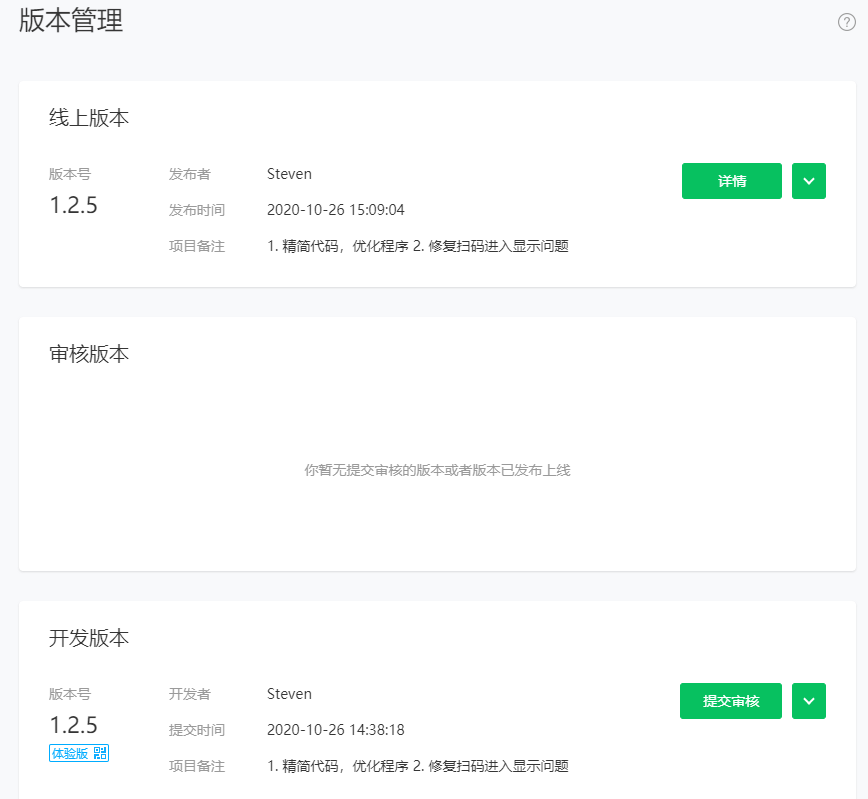 版本管理
线上版本
版本号 发布者 Steven 详情
1.2.5
发布时间 2020-10-26 15:09:04
项目备注 1. 精简代码，优化程序 2. 修复扫码进入显示问题
审核版本
你暂无提交审核的版本或者版本已发布上线
开发版本
版本号 开发者 Steven 提交审核
1.2.5
提交时间 2020-10-26 14:38:18
体验版
项目备注 1. 精简代码，优化程序 2. 修复扫码进入显示问题